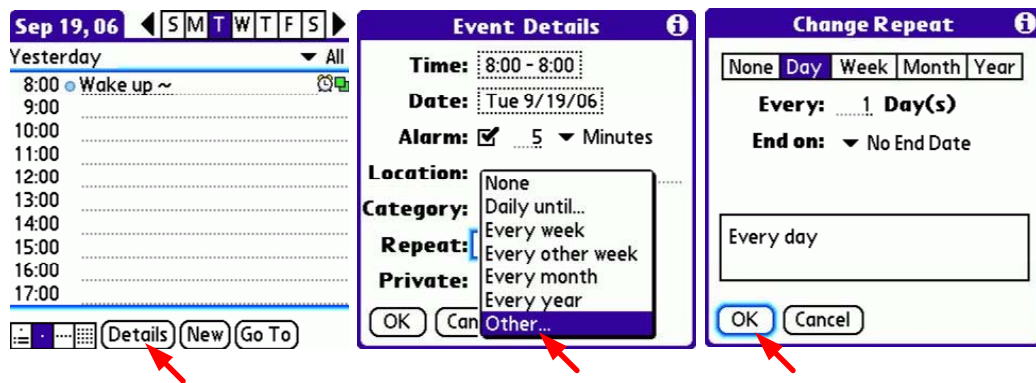 Sep 19, 06 S M T W T F S
Yesterday All
8:00 Wake up ~
9:00
10:00
11:00
12:00
13:00
14:00
15:00
16:00
17:00
Details New Go To
Event Details
Time: 8:00 - 8:00
Date: Tue 9/19/06
Alarm: 5 Minutes
Location:
Category:
Repeat:
Private:
None
Daily until...
Every week
Every other week
Every month
Every year
Other...
OK Can
Change Repeat
None Day Week Month Year
Every: 1 Day(s)
End on: No End Date
Every day
OK Cancel